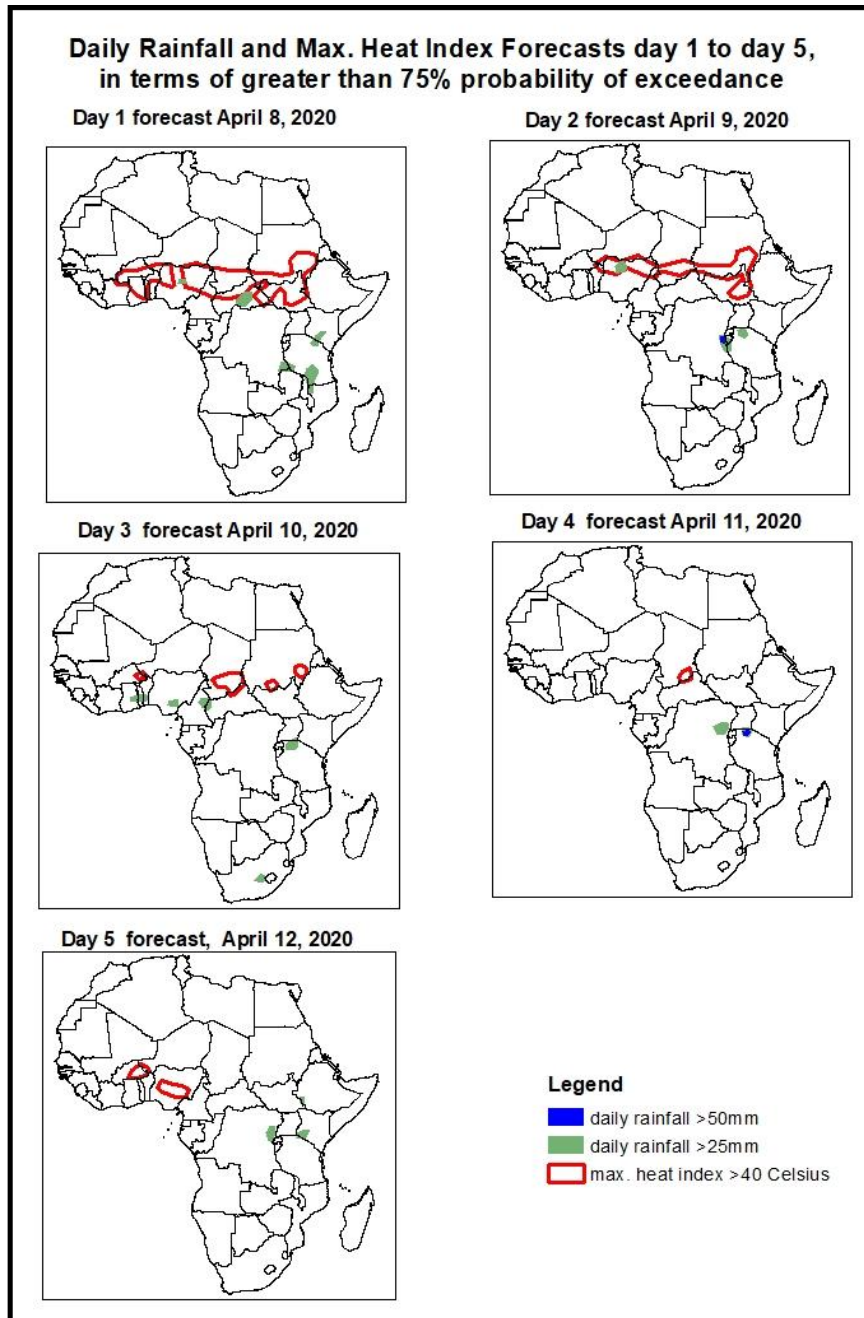 Daily Rainfall and Max. Heat Index Forecasts day 1 to day 5,
in terms of greater than 75% probability of exceedance
Day 1 forecast April 8, 2020
Day 2 forecast April 9, 2020
Day 3 forecast April 10, 2020
Day 4 forecast April 11, 2020
Day 5 forecast, April 12, 2020
Legend
daily rainfall >50mm
daily rainfall >25mm
max. heat index >40 Celsius